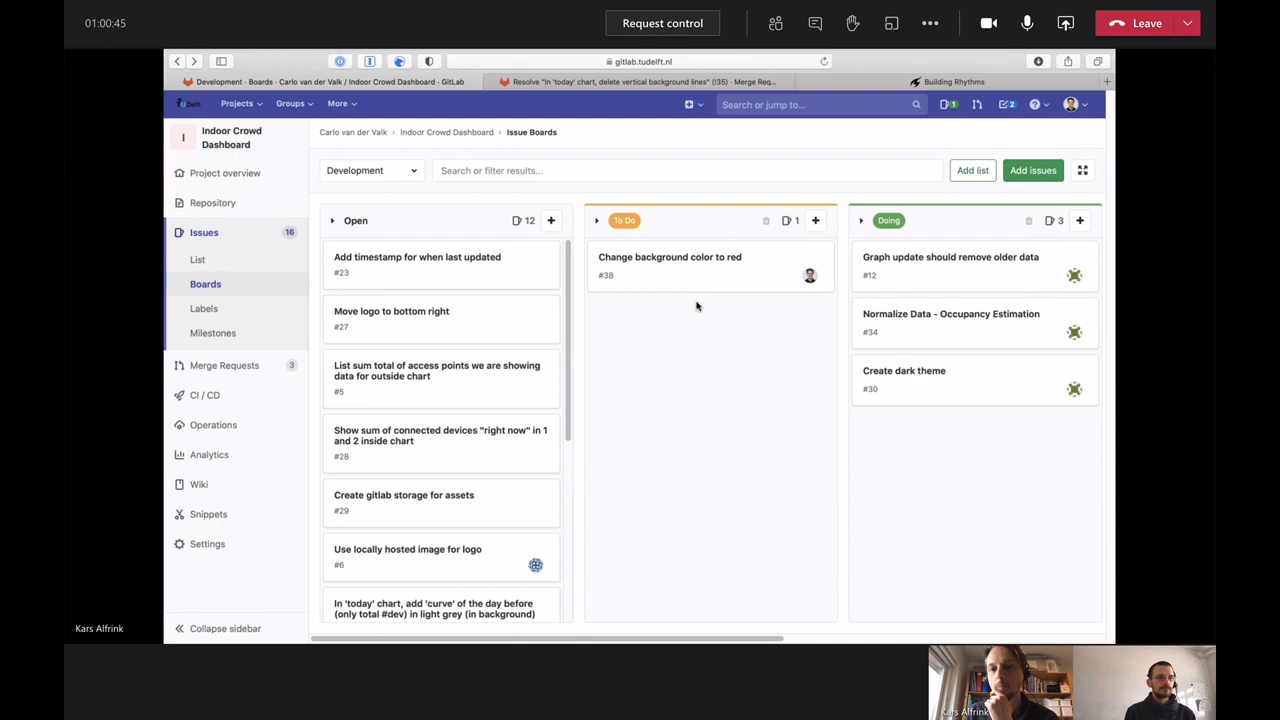 01:00:45
Request control
Leave
gitlab.tudelft.nl
Development - Boards - Carlo van der Valk / Indoor Crowd Dashboard - GitLab
Resolve "In 'today' chart, delete vertical background lines" (!35) - Merge Req...
Building Rhythms
TUDelft
Projects
Groups
More
Search or jump to...
1
2
I
Indoor Crowd
Dashboard
Carlo van der Valk > Indoor Crowd Dashboard > Issue Boards
Project overview
Repository
Issues 16
List
Boards
Labels
Milestones
Merge Requests 3
CI / CD
Operations
Analytics
Wiki
Snippets
Settings
Collapse sidebar
Development
Search or filter results...
Add list
Add issues
Open 12
Add timestamp for when last updated
#23
Move logo to bottom right
#27
List sum total of access points we are showing
data for outside chart
#5
Show sum of connected devices "right now" in 1
and 2 inside chart
#28
Create gitlab storage for assets
#29
Use locally hosted image for logo
#6
In 'today' chart, add 'curve' of the day before
(only total #dev) in light grey (in background)
To Do 1
Change background color to red
#38
Doing 3
Graph update should remove older data
#12
Normalize Data - Occupancy Estimation
#34
Create dark theme
#30
Kars Alfrink
Kars Alfrink